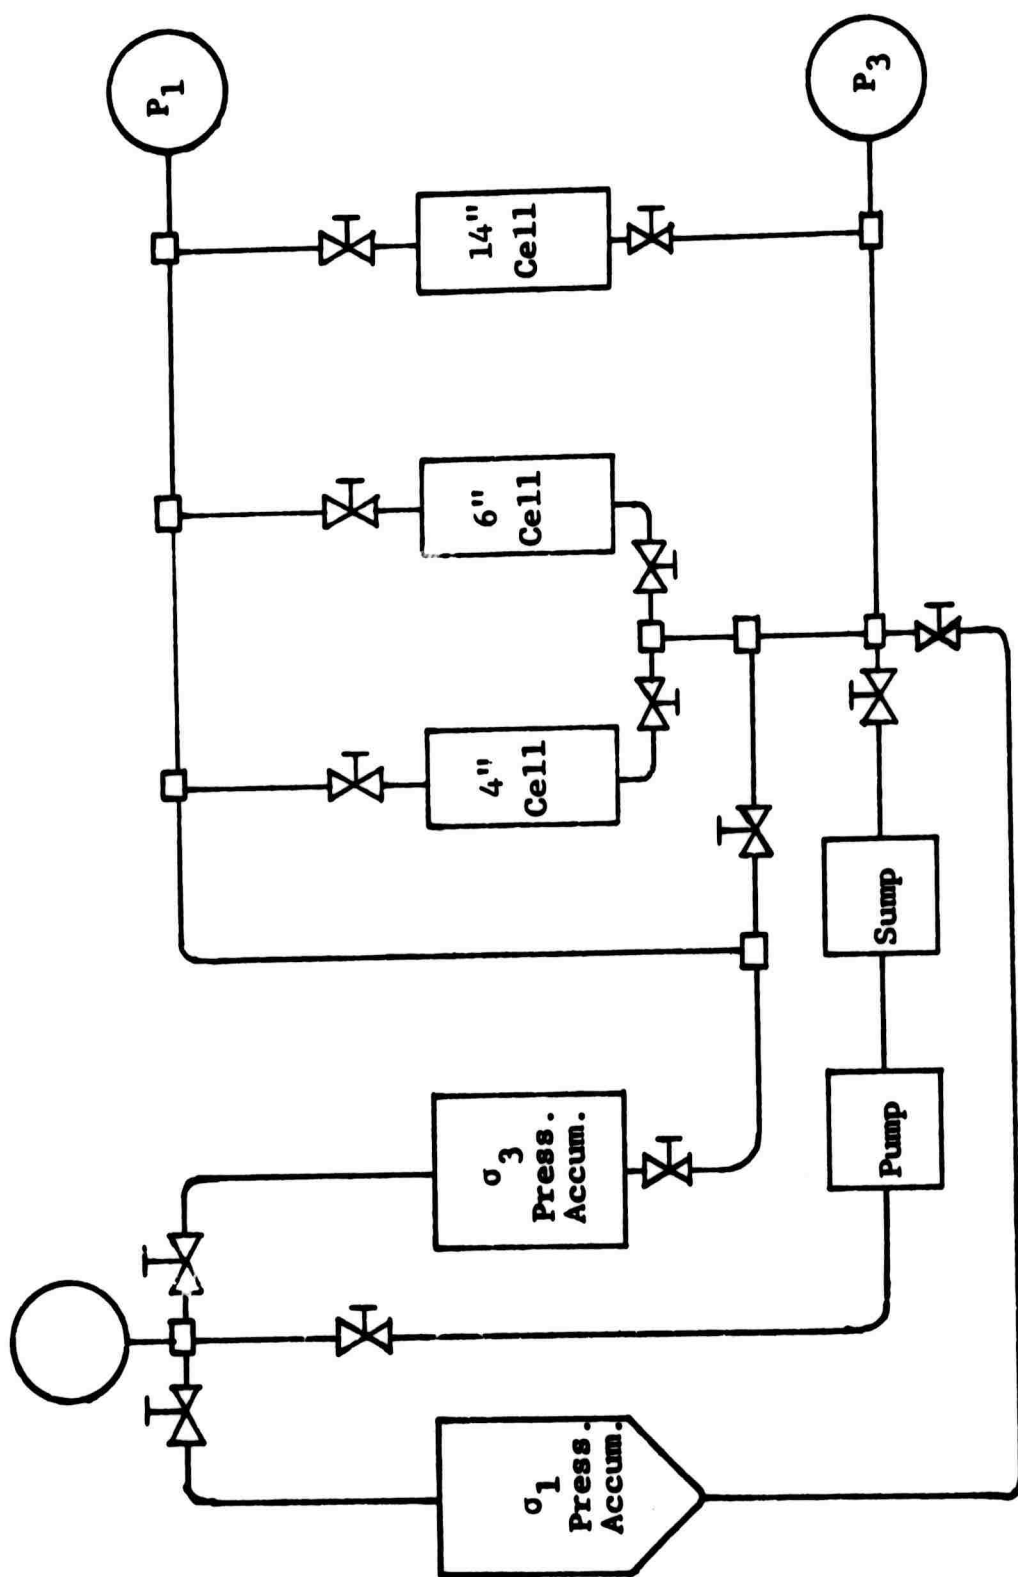 P1
P3
14"
Cell
6"
Cell
4"
Cell
Sump
Pump
σ3
Press.
Accum.
σ1
Press.
Accum.